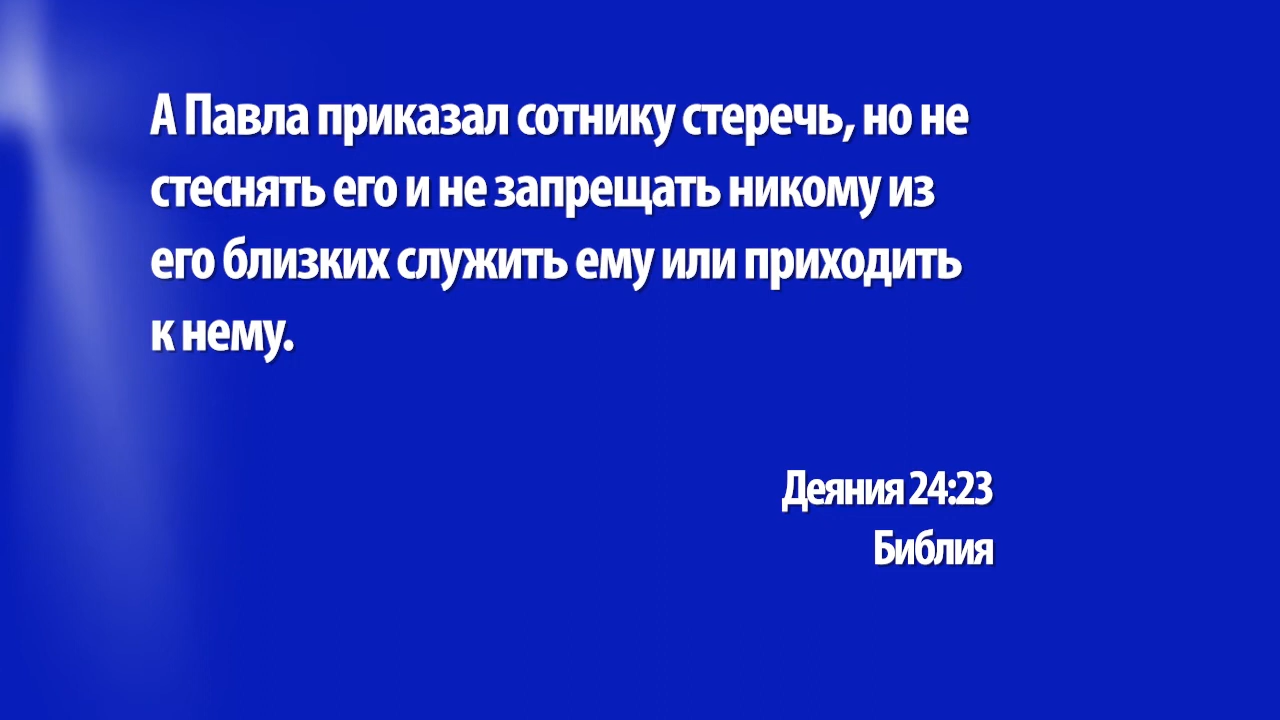 А Павла приказал сотнику стеречь, но не
стеснять его и не запрещать никому из
его близких служить ему или приходить
к нему.
Деяния 24:23
Библия